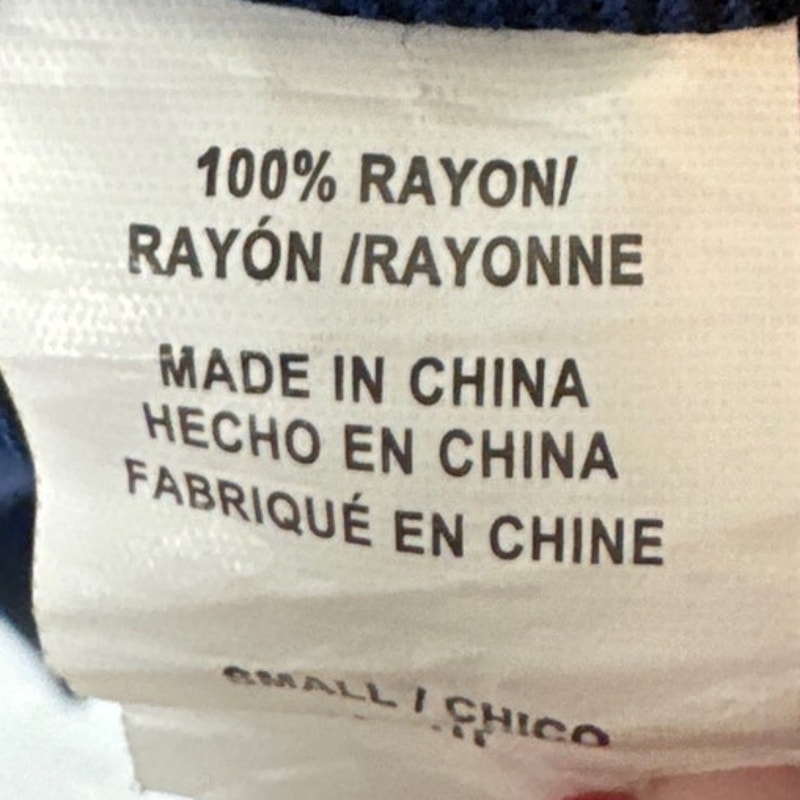 100% RAYON/
RAYÓN /RAYONNE
MADE IN CHINA
HECHO EN CHINA
FABRIQUÉ EN CHINE
SMALL / CHICO